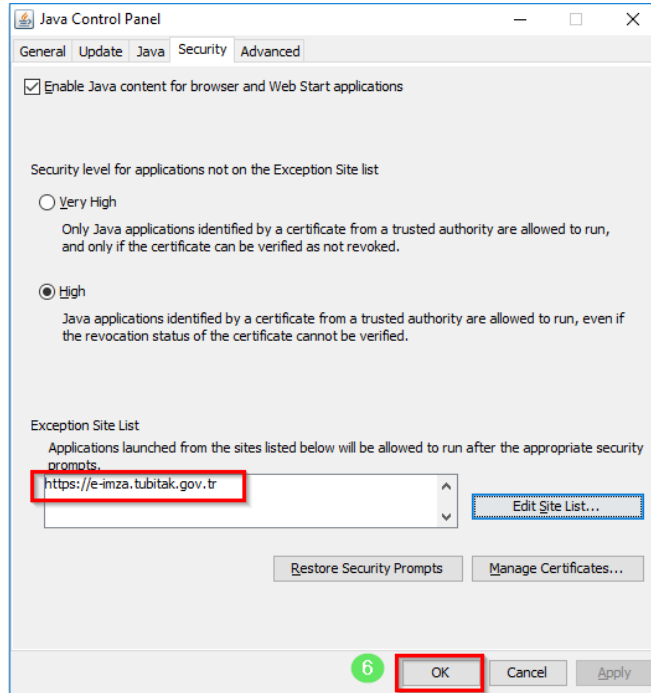 Java Control Panel
General Update Java Security Advanced
Enable Java content for browser and Web Start applications
Security level for applications not on the Exception Site list
Very High
Only Java applications identified by a certificate from a trusted authority are allowed to run,
and only if the certificate can be verified as not revoked.
High
Java applications identified by a certificate from a trusted authority are allowed to run, even if
the revocation status of the certificate cannot be verified.
Exception Site List
Applications launched from the sites listed below will be allowed to run after the appropriate security
prompts.
https://e-imza.tubitak.gov.tr
Edit Site List...
Restore Security Prompts Manage Certificates...
6 OK Cancel Apply